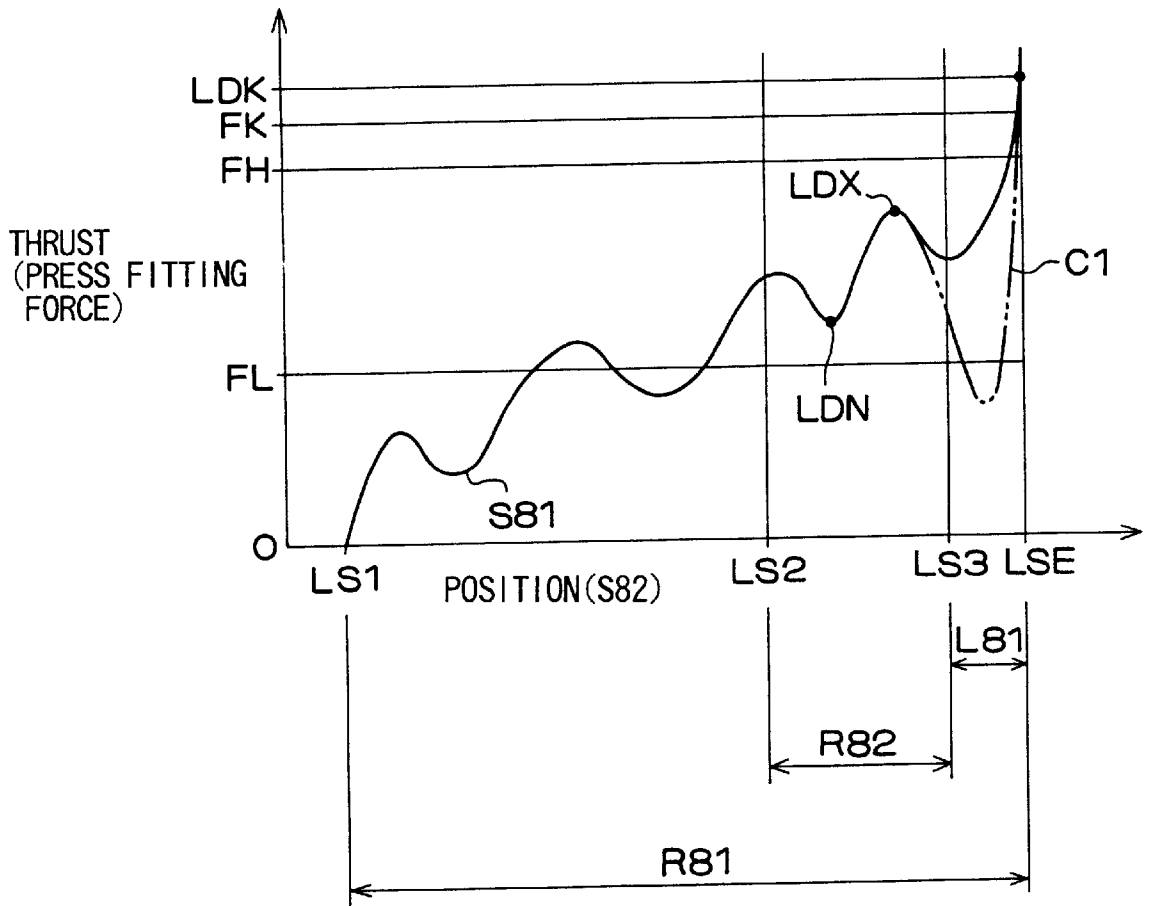 LDK
FK
FH
LDX
THRUST
(PRESS FITTING
FORCE)
C1
FL
LDN
S81
O
LS1
POSITION(S82)
LS2
LS3
LSE
L81
R82
R81